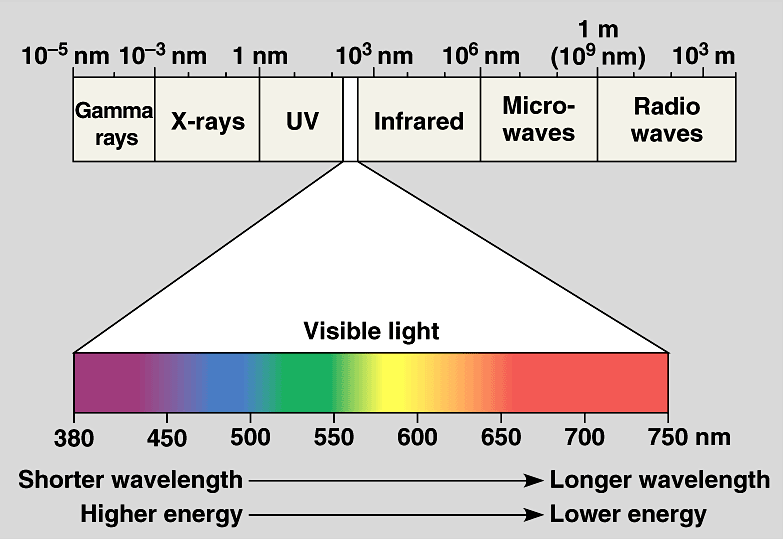 1 m
10⁻⁵ nm 10⁻³ nm 1 nm 10³ nm 10⁶ nm (10⁹ nm) 10³ m
Gamma
rays
X-rays
UV
Infrared
Micro-
waves
Radio
waves
Visible light
380 450 500 550 600 650 700 750 nm
Shorter wavelength Longer wavelength
Higher energy Lower energy